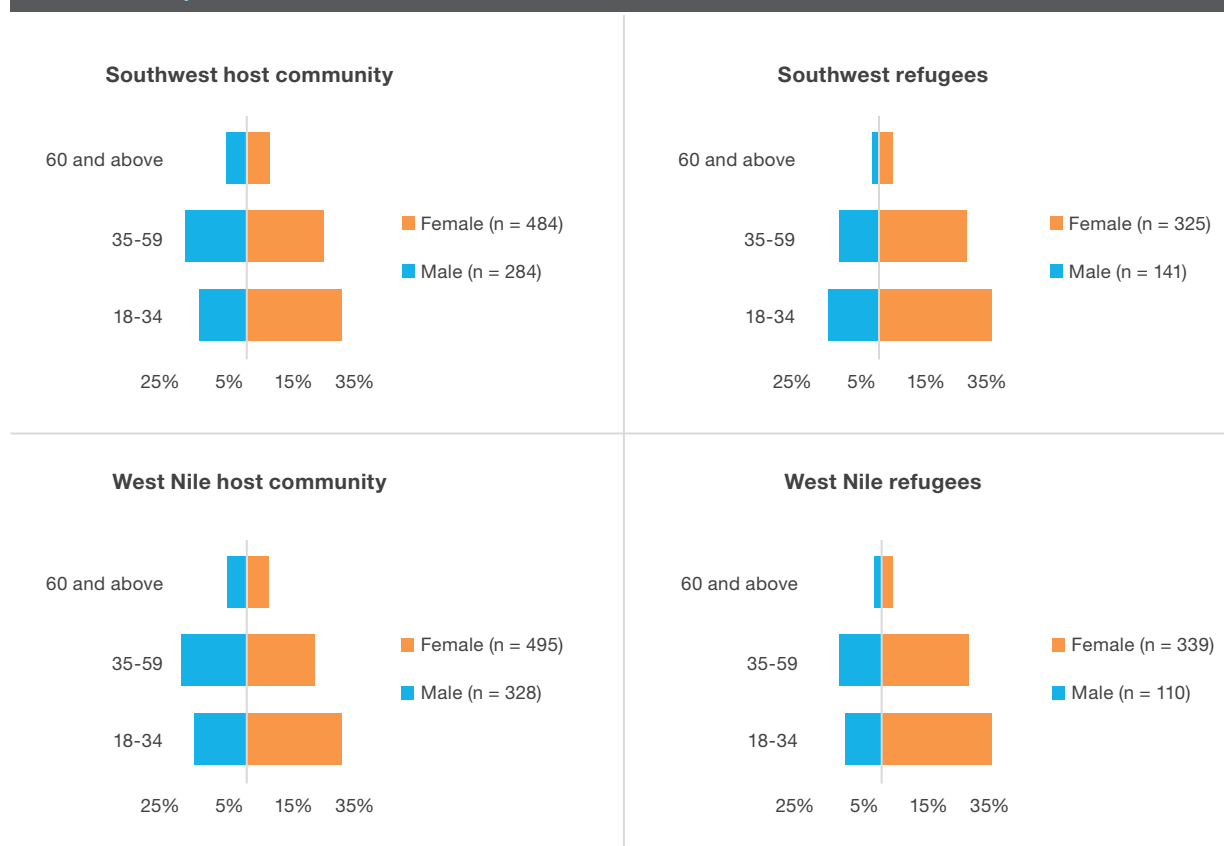 Southwest host community
60 and above
35-59
18-34
Female (n = 484)
Male (n = 284)
25% 5% 15% 35%
Southwest refugees
60 and above
35-59
18-34
Female (n = 325)
Male (n = 141)
25% 5% 15% 35%
West Nile host community
60 and above
35-59
18-34
Female (n = 495)
Male (n = 328)
25% 5% 15% 35%
West Nile refugees
60 and above
35-59
18-34
Female (n = 339)
Male (n = 110)
25% 5% 15% 35%